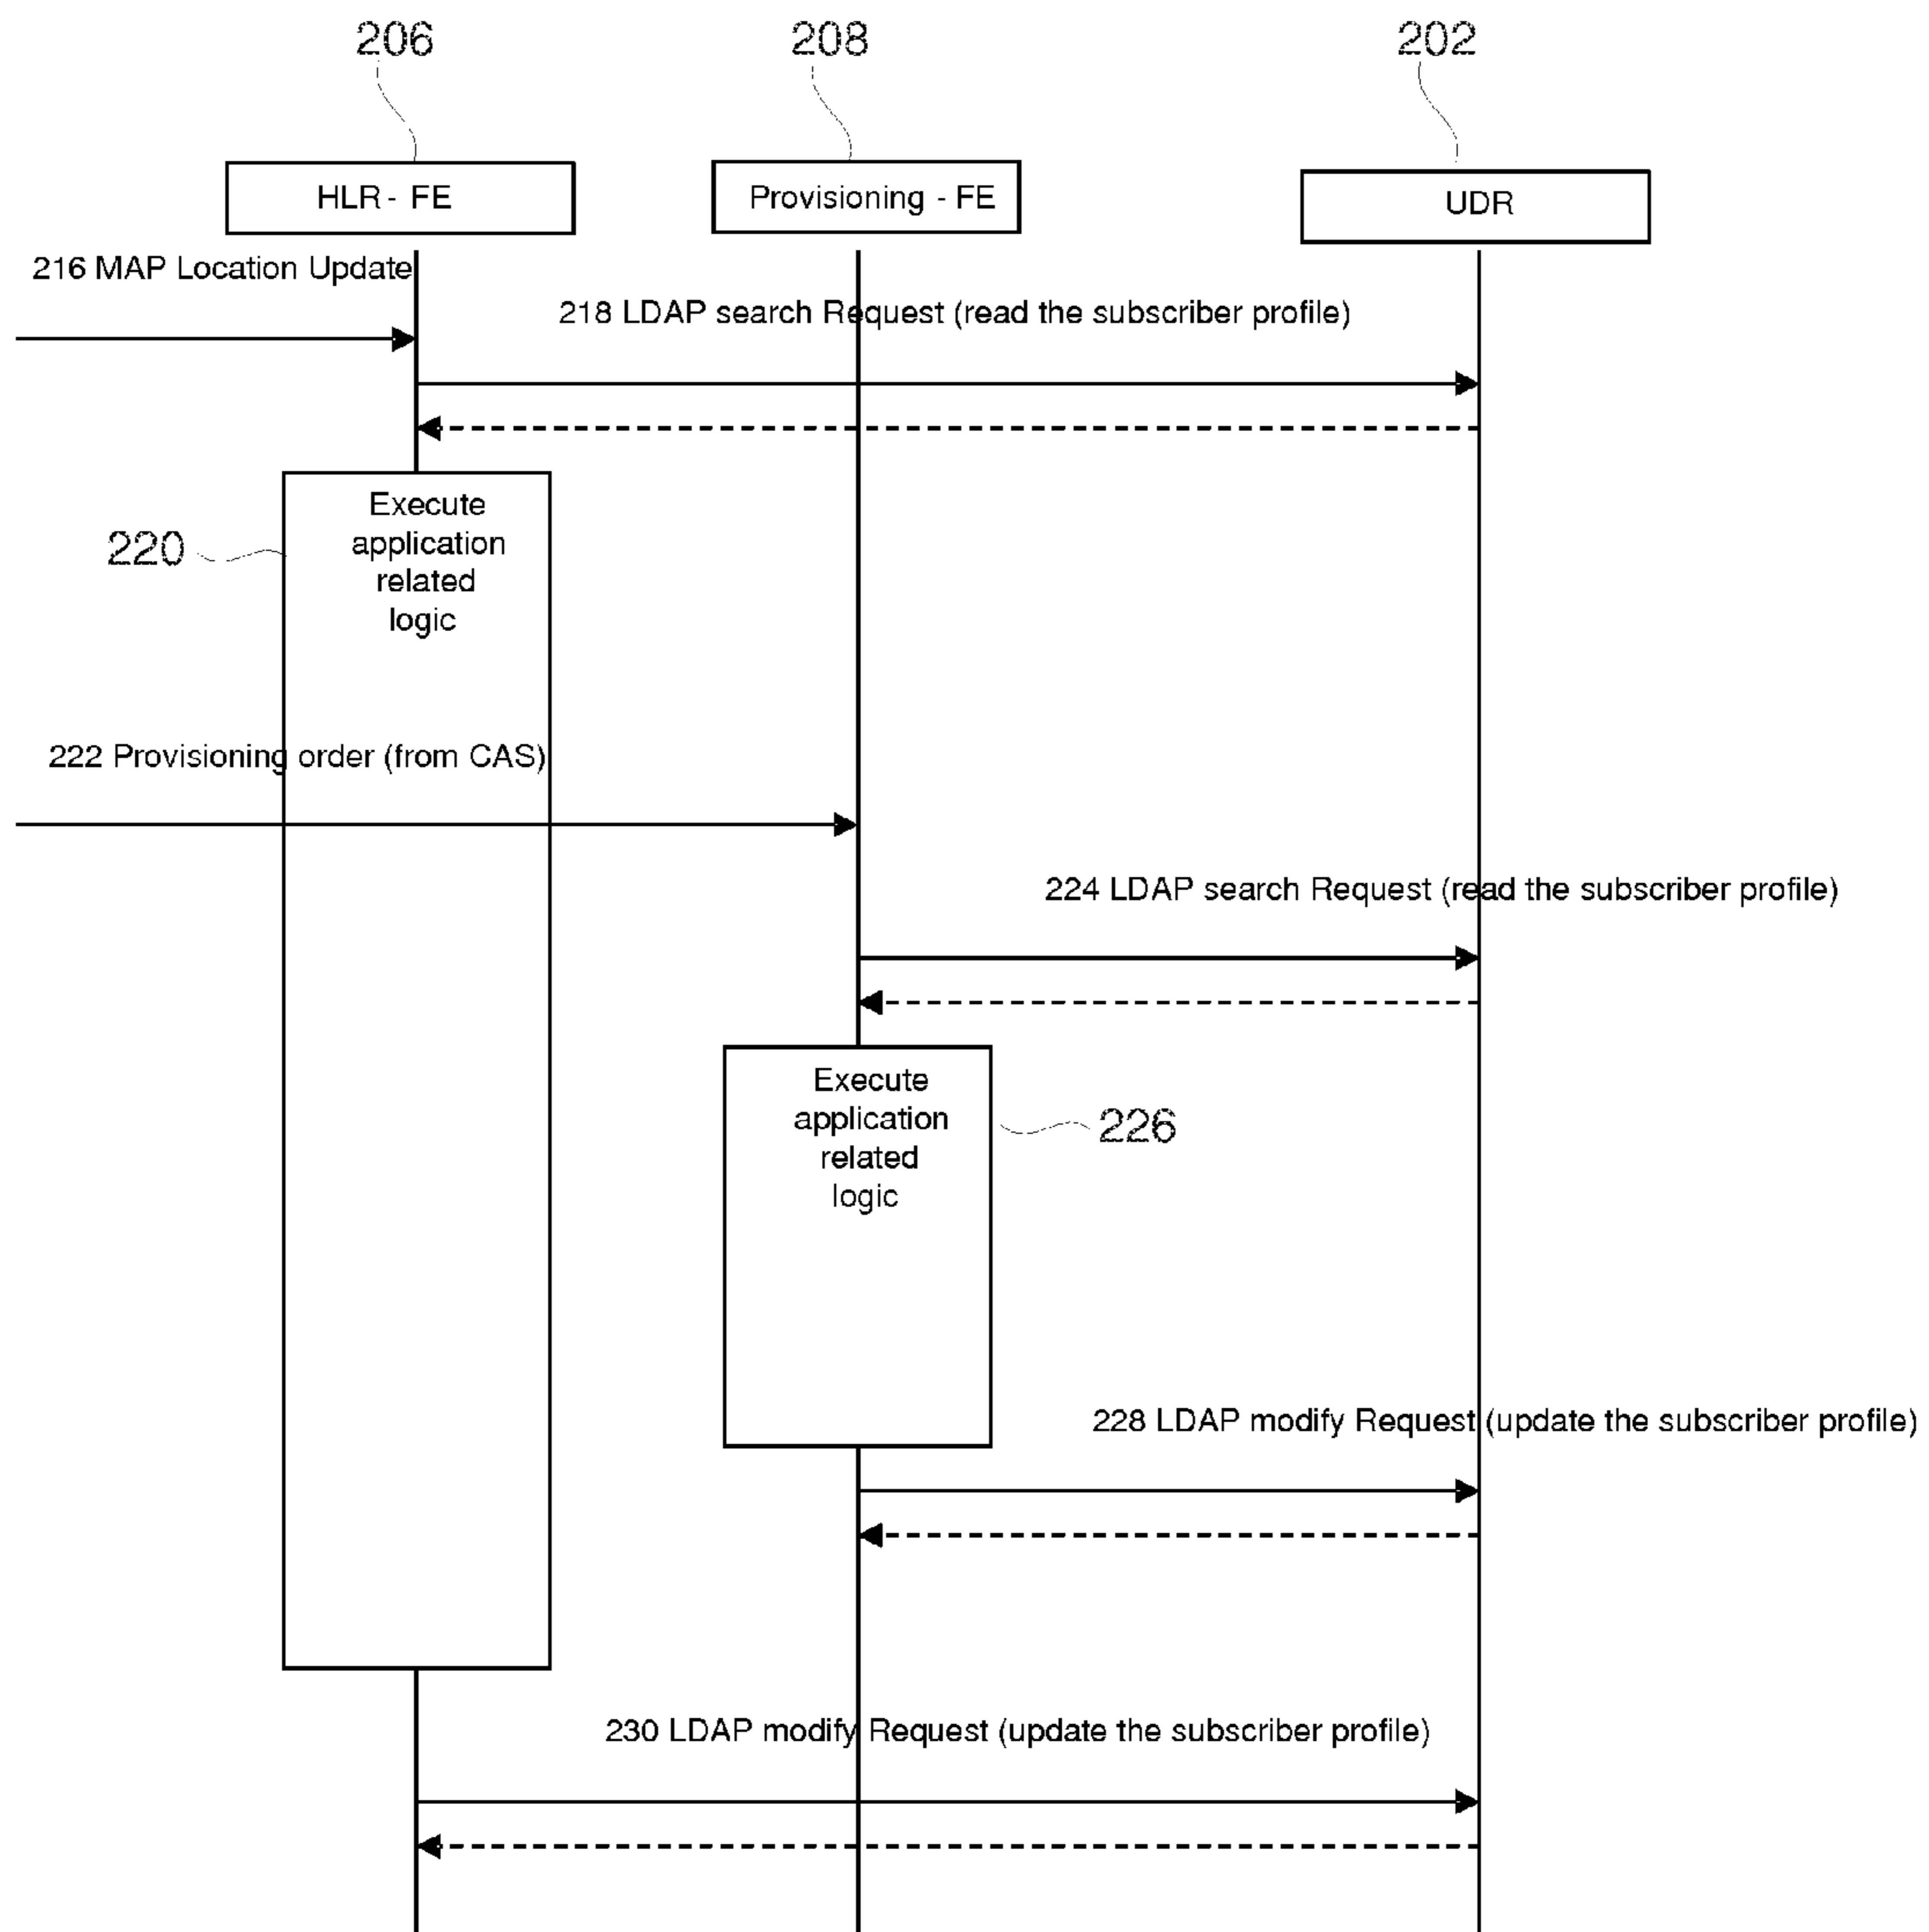 206
208
202
HLR - FE
Provisioning - FE
UDR
216 MAP Location Update
218 LDAP search Request (read the subscriber profile)
220
Execute
application
related
logic
222 Provisioning order (from CAS)
224 LDAP search Request (read the subscriber profile)
Execute
application
related
logic
226
228 LDAP modify Request (update the subscriber profile)
230 LDAP modify Request (update the subscriber profile)